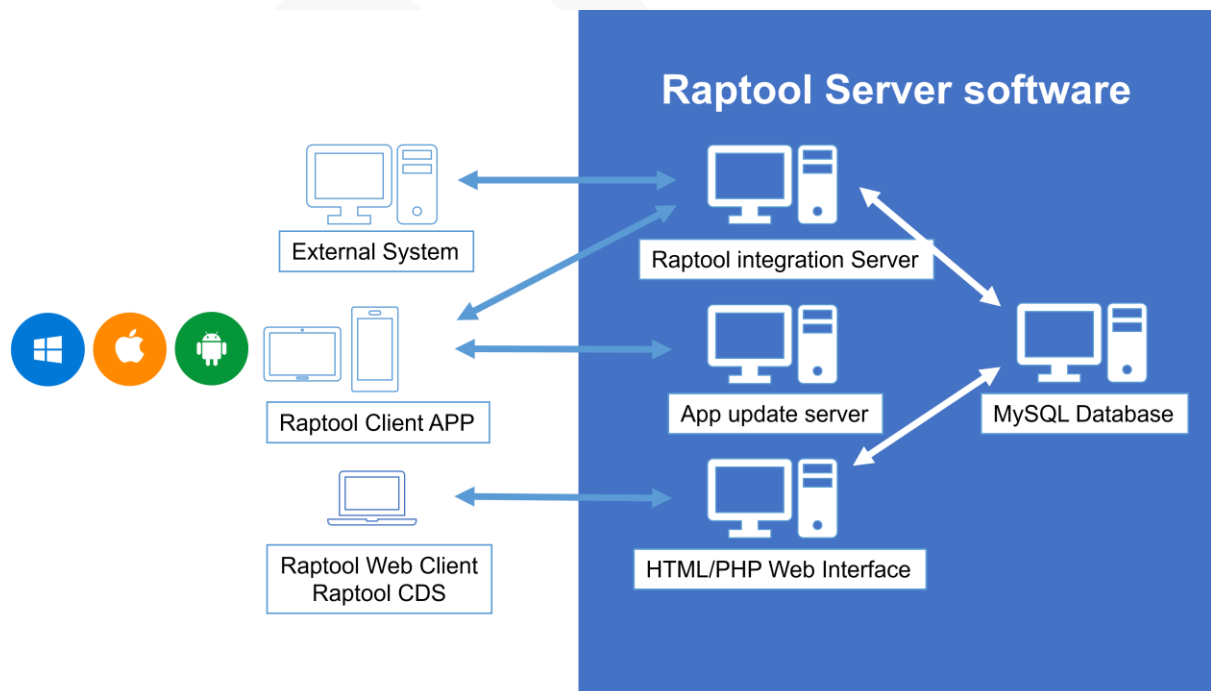 Raptool Server software
External System
Raptool integration Server
Raptool Client APP
App update server
MySQL Database
Raptool Web Client
Raptool CDS
HTML/PHP Web Interface